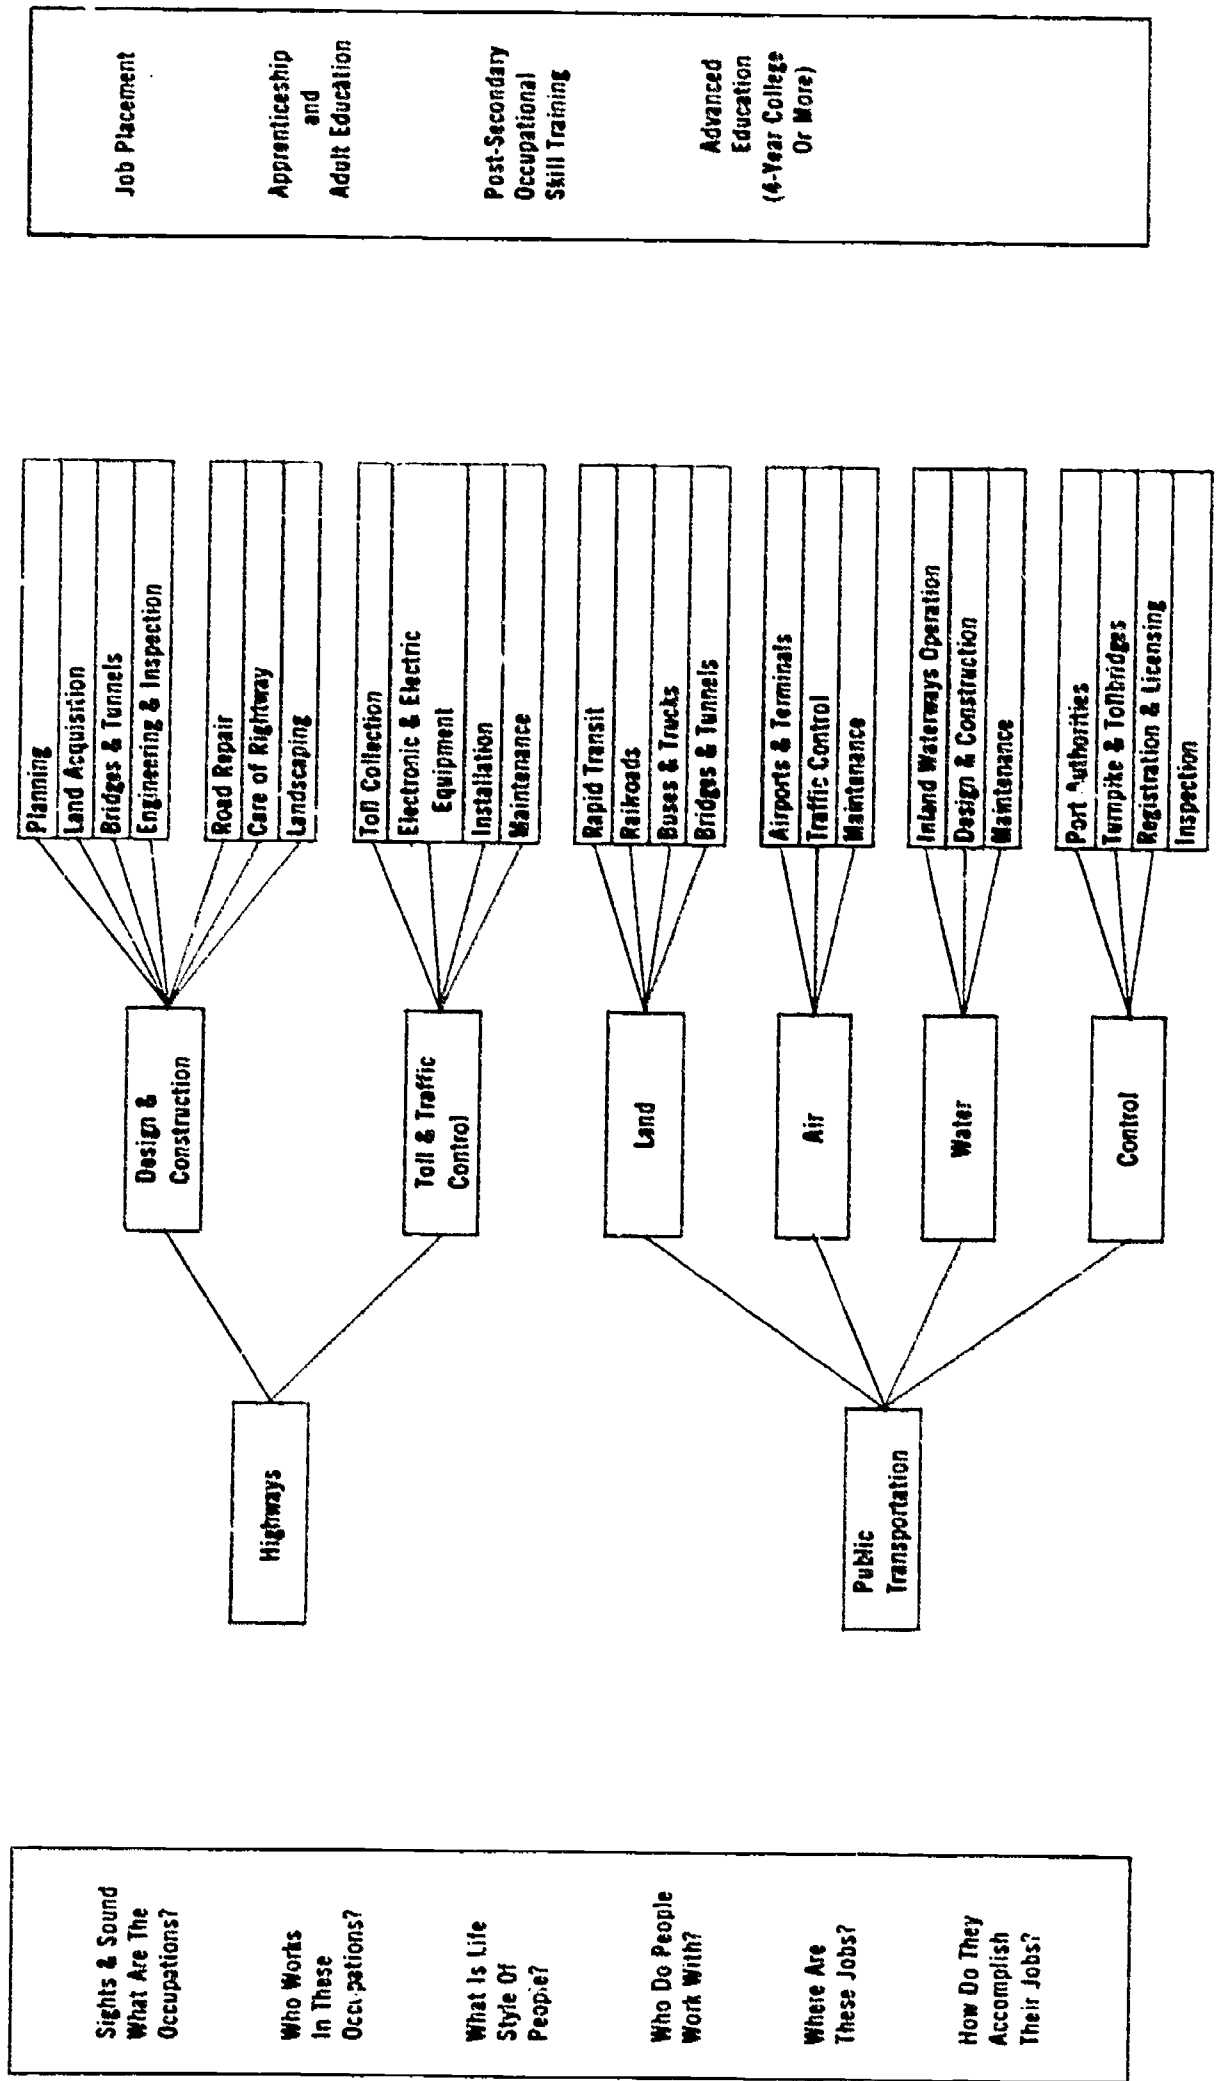 Sights & Sound
What Are The
Occupations?
Who Works
In These
Occupations?
What Is Life
Style Of
People?
Who Do People
Work With?
Where Are
These Jobs?
How Do They
Accomplish
Their Jobs?
Highways
Public
Transportation
Design &
Construction
Toll & Traffic
Control
Land
Air
Water
Control
Planning
Land Acquisition
Bridges & Tunnels
Engineering & Inspection
Road Repair
Care of Rightway
Landscaping
Toll Collection
Electronic & Electric
Equipment
Installation
Maintenance
Rapid Transit
Railroads
Buses & Trucks
Bridges & Tunnels
Airports & Terminals
Traffic Control
Maintenance
Inland Waterways Operation
Design & Construction
Maintenance
Port Authorities
Turnpike & Tollbridges
Registration & Licensing
Inspection
Job Placement
Apprenticeship
and
Adult Education
Post-Secondary
Occupational
Skill Training
Advanced
Education
(4-Year College
Or More)